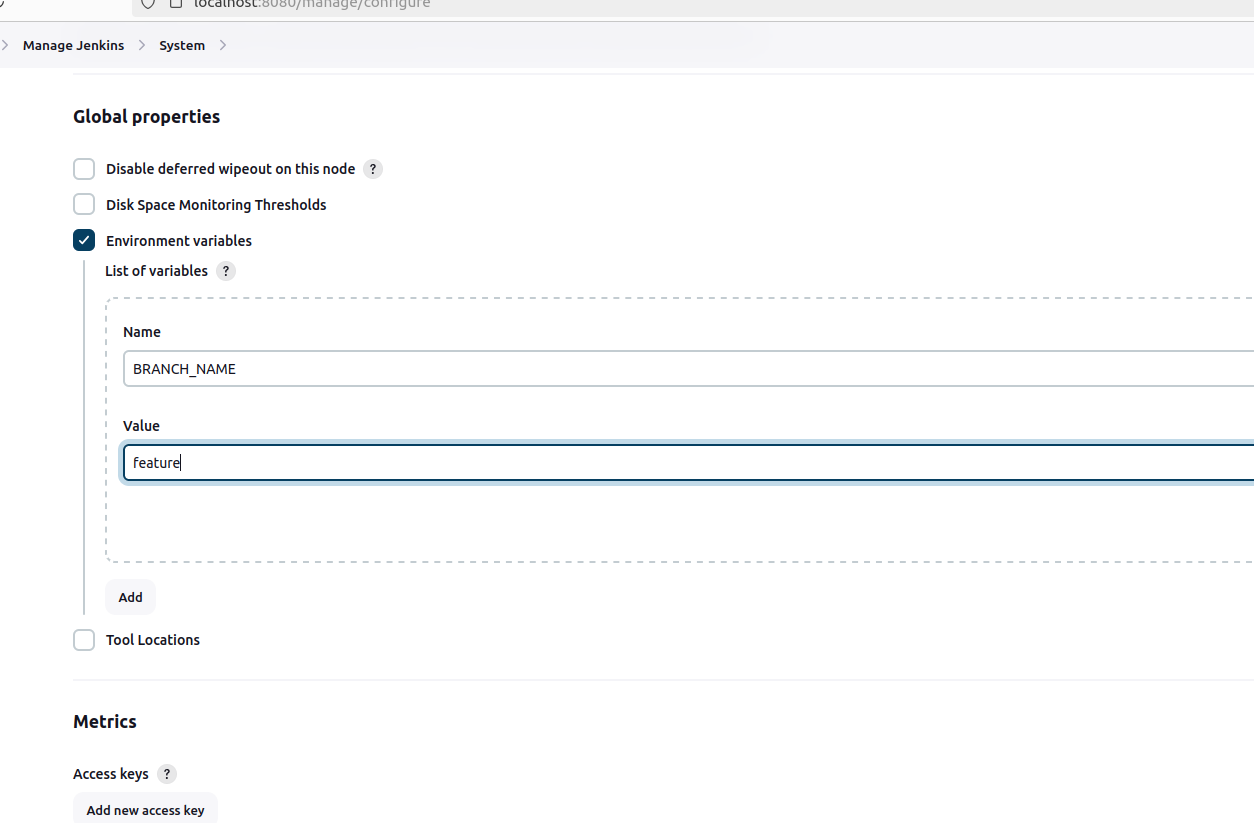 localhost:8080/manage/configure
Manage Jenkins > System >
Global properties
Disable deferred wipeout on this node ?
Disk Space Monitoring Thresholds
Environment variables
List of variables ?
Name
BRANCH_NAME
Value
feature
Add
Tool Locations
Metrics
Access keys ?
Add new access key